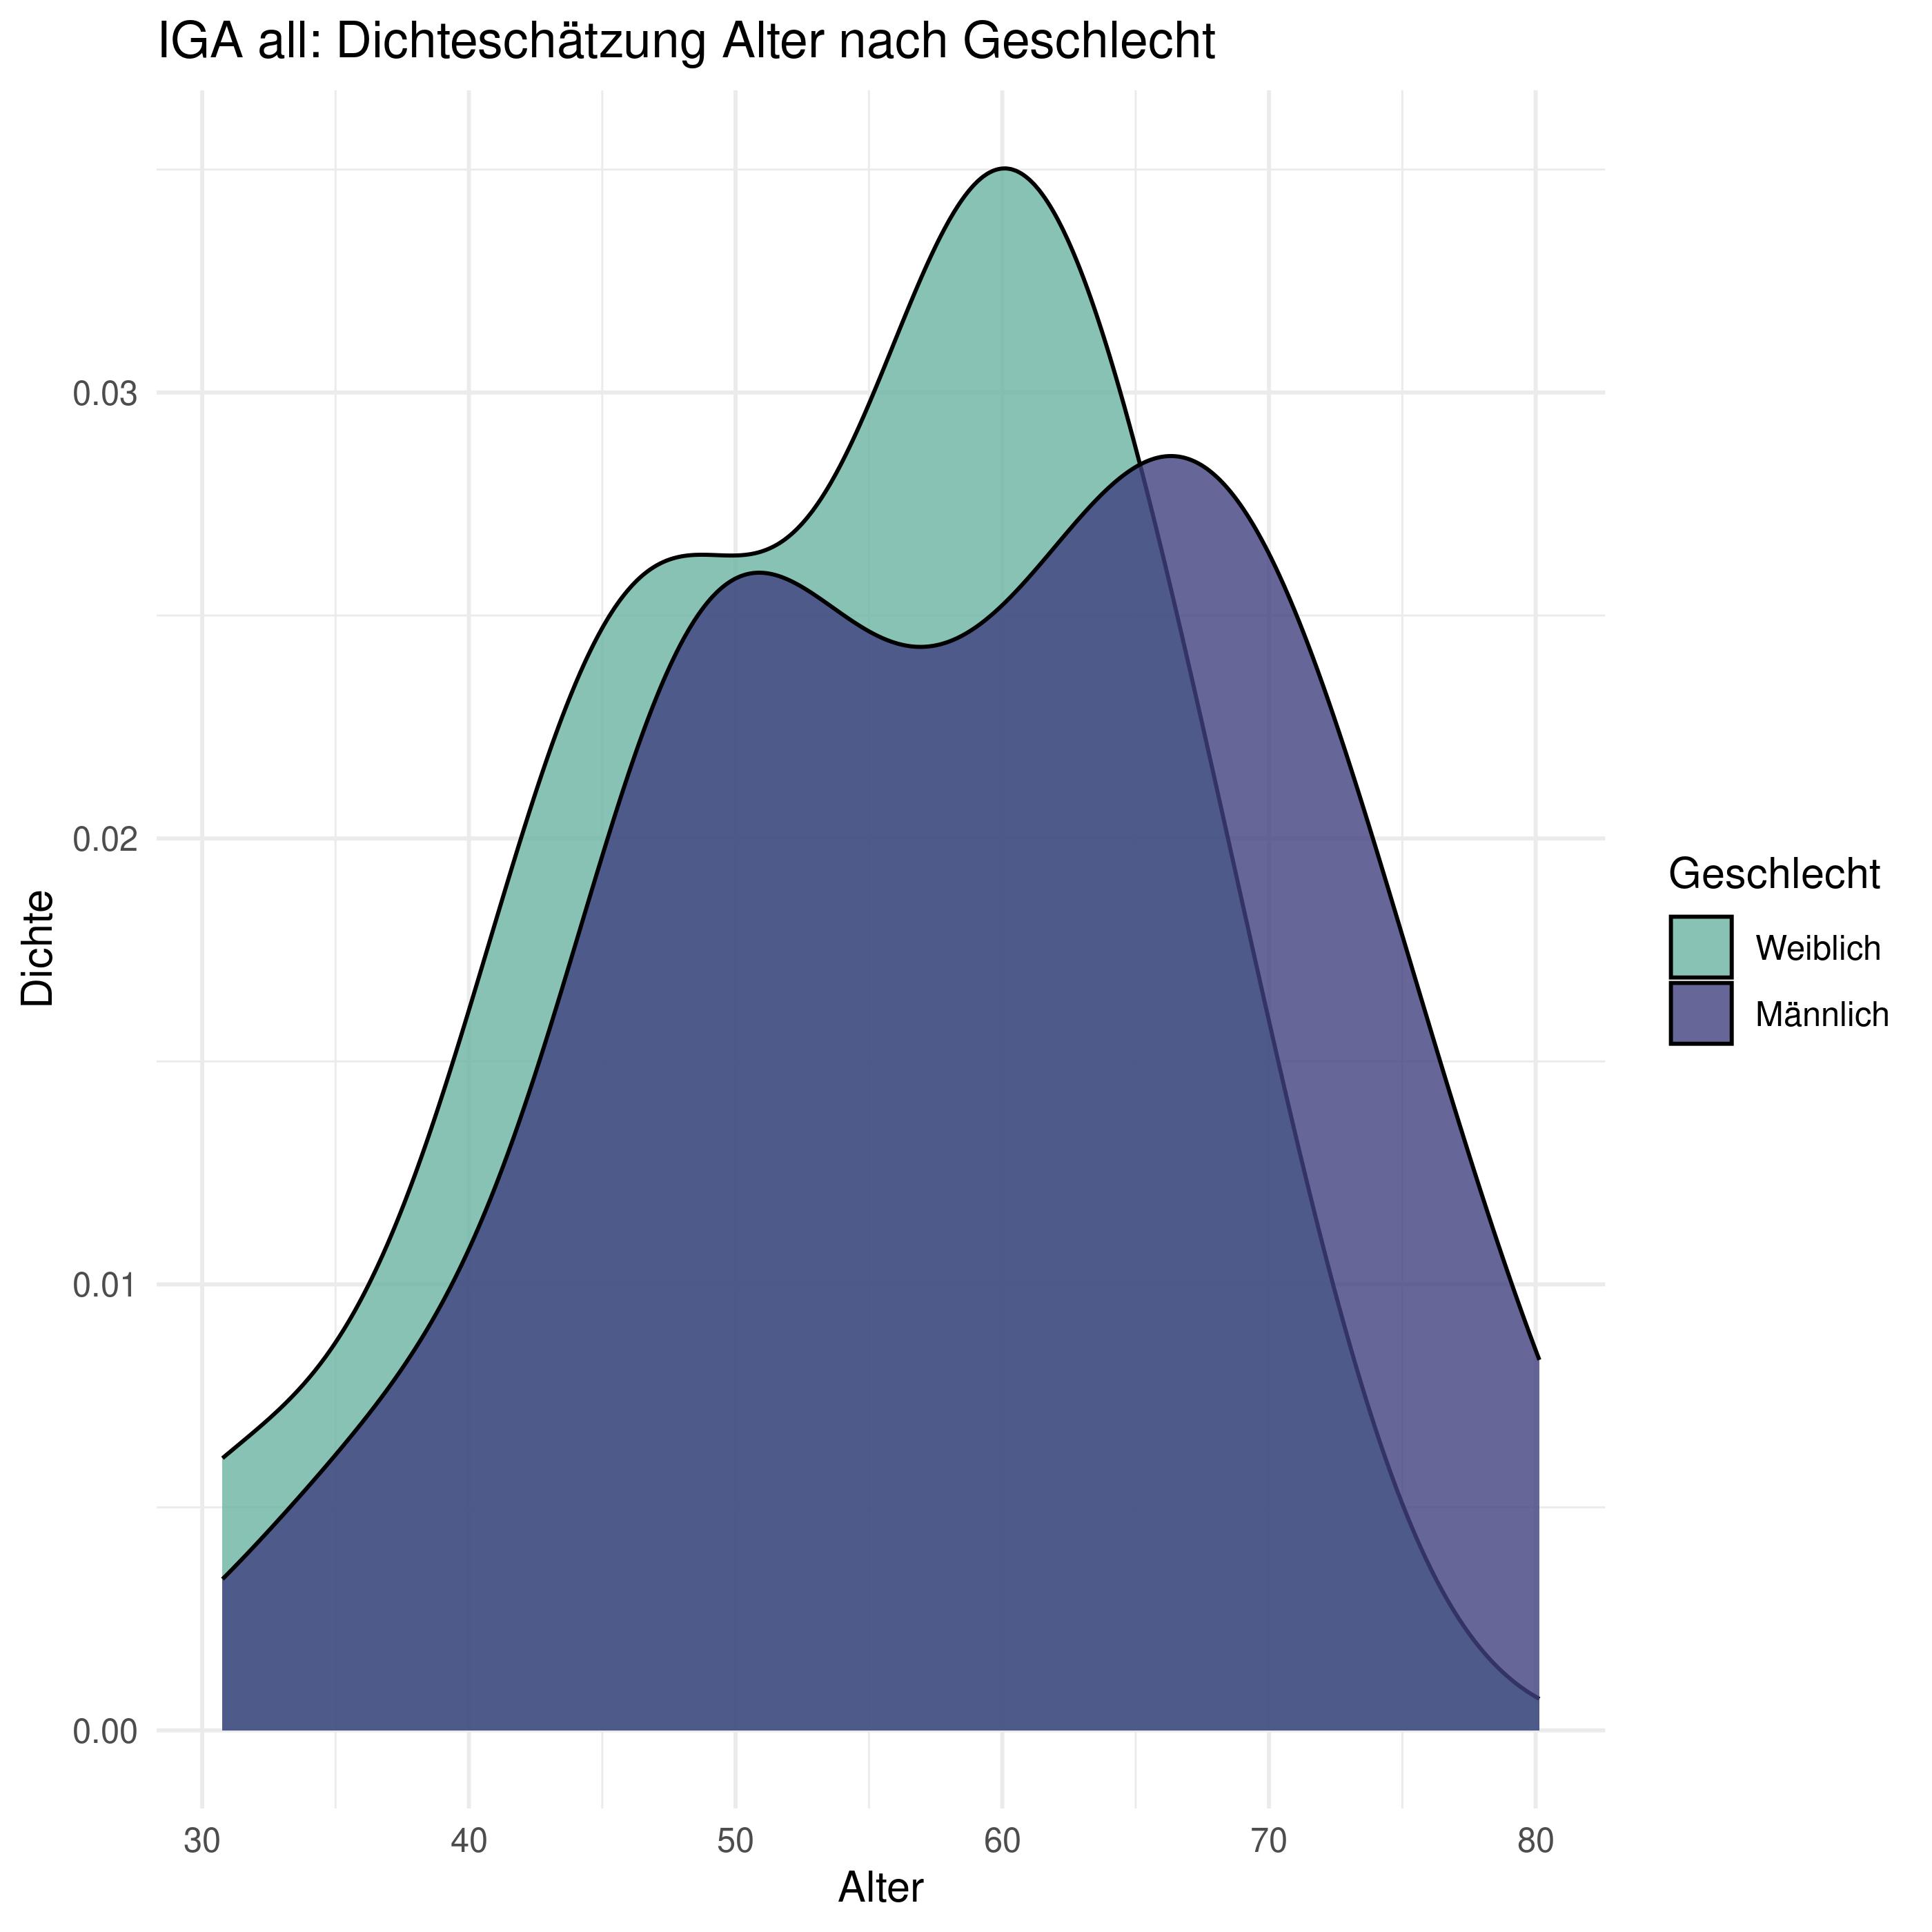 IGA all: Dichteschätzung Alter nach Geschlecht
Dichte
0.03
0.02
0.01
0.00
30 40 50 60 70 80
Alter
Geschlecht
Weiblich
Männlich